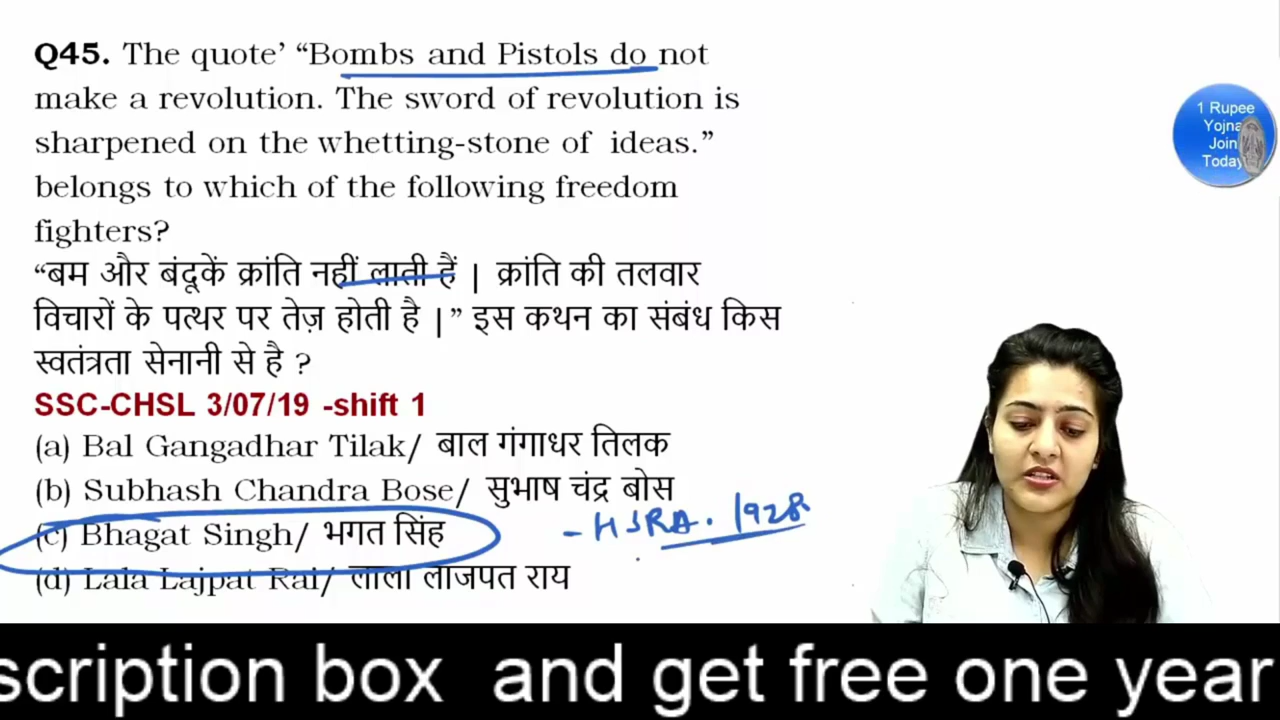 Q45. The quote’ “Bombs and Pistols do not
make a revolution. The sword of revolution is
sharpened on the whetting-stone of ideas.”
belongs to which of the following freedom
fighters?
“बम और बंदूकें क्रांति नहीं लाती हैं | क्रांति की तलवार
विचारों के पत्थर पर तेज़ होती है |” इस कथन का संबंध किस
स्वतंत्रता सेनानी से है ?
SSC-CHSL 3/07/19 -shift 1
(a) Bal Gangadhar Tilak/ बाल गंगाधर तिलक
(b) Subhash Chandra Bose/ सुभाष चंद्र बोस
(c) Bhagat Singh/ भगत सिंह
- HSRA. 1928
(d) Lala Lajpat Rai/ लाला लाजपत राय
1 Rupee
Yojna
Join
Today
scription box and get free one year